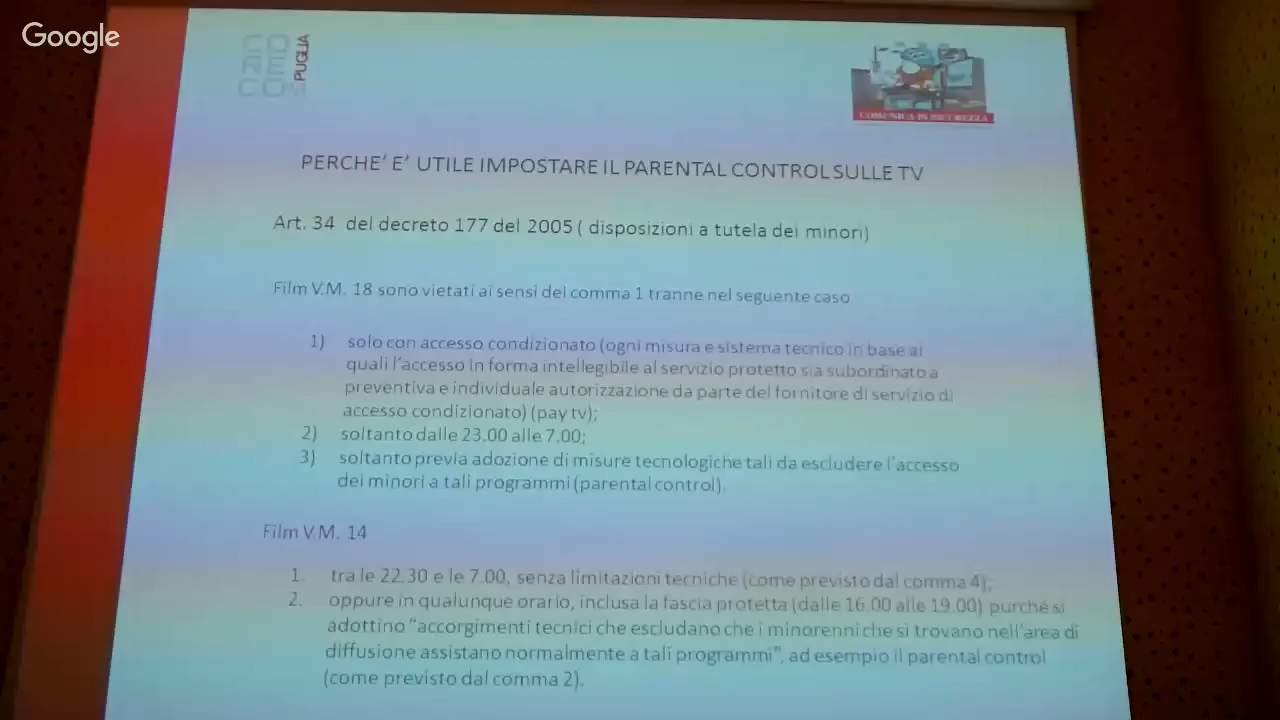 Google
CO
RE
CO
PUGLIA
COMUNICA IN SICUREZZA
PERCHE' E' UTILE IMPOSTARE IL PARENTAL CONTROL SULLE TV
Art. 34 del decreto 177 del 2005 ( disposizioni a tutela dei minori)
Film V.M. 18 sono vietati ai sensi del comma 1 tranne nel seguente caso
1) solo con accesso condizionato (ogni misura e sistema tecnico in base ai
quali l'accesso in forma intellegibile al servizio protetto sia subordinato a
preventiva e individuale autorizzazione da parte del fornitore di servizio di
accesso condizionato) (pay tv);
2) soltanto dalle 23.00 alle 7.00;
3) soltanto previa adozione di misure tecnologiche tali da escludere l'accesso
dei minori a tali programmi (parental control).
Film V.M. 14
1. tra le 22.30 e le 7.00, senza limitazioni tecniche (come previsto dal comma 4);
2. oppure in qualunque orario, inclusa la fascia protetta (dalle 16.00 alle 19.00) purché si
adottino "accorgimenti tecnici che escludano che i minorenni che si trovano nell'area di
diffusione assistano normalmente a tali programmi", ad esempio il parental control
(come previsto dal comma 2).